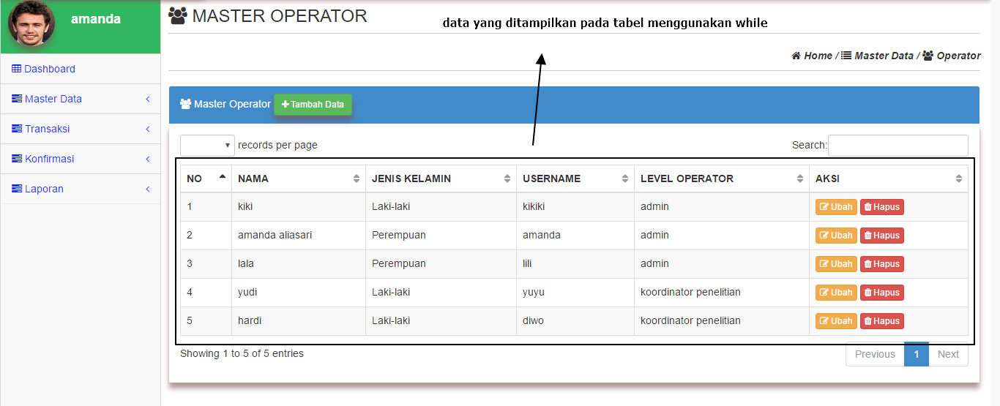 amanda
MASTER OPERATOR
data yang ditampilkan pada tabel menggunakan while
Home / Master Data / Operator
Dashboard
Master Data
Transaksi
Konfirmasi
Laporan
Master Operator Tambah Data
records per page Search:
NO NAMA JENIS KELAMIN USERNAME LEVEL OPERATOR AKSI
1 kiki Laki-laki kikiki admin Ubah Hapus
2 amanda aliasari Perempuan amanda admin Ubah Hapus
3 lala Perempuan lili admin Ubah Hapus
4 yudi Laki-laki yuyu koordinator penelitian Ubah Hapus
5 hardi Laki-laki diwo koordinator penelitian Ubah Hapus
Showing 1 to 5 of 5 entries Previous 1 Next